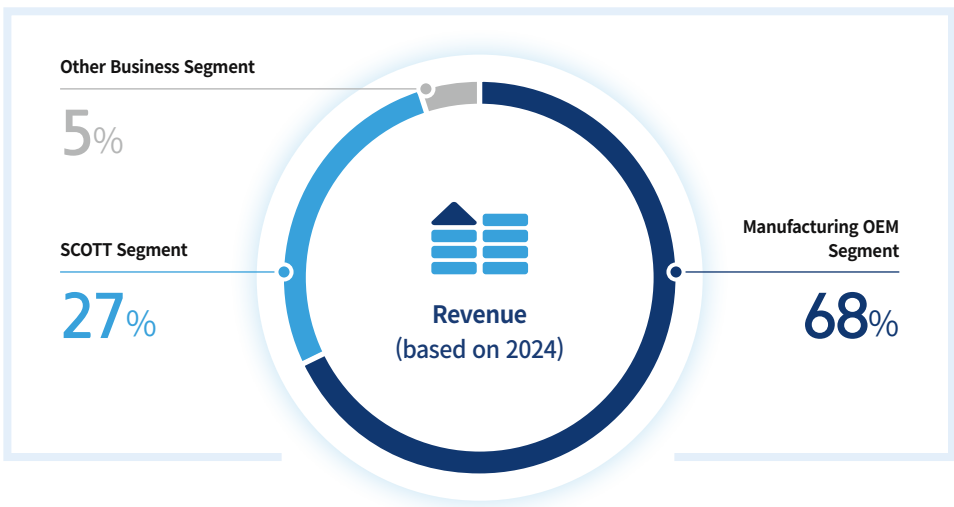 Other Business Segment
5%
SCOTT Segment
27%
Revenue
(based on 2024)
Manufacturing OEM
Segment
68%